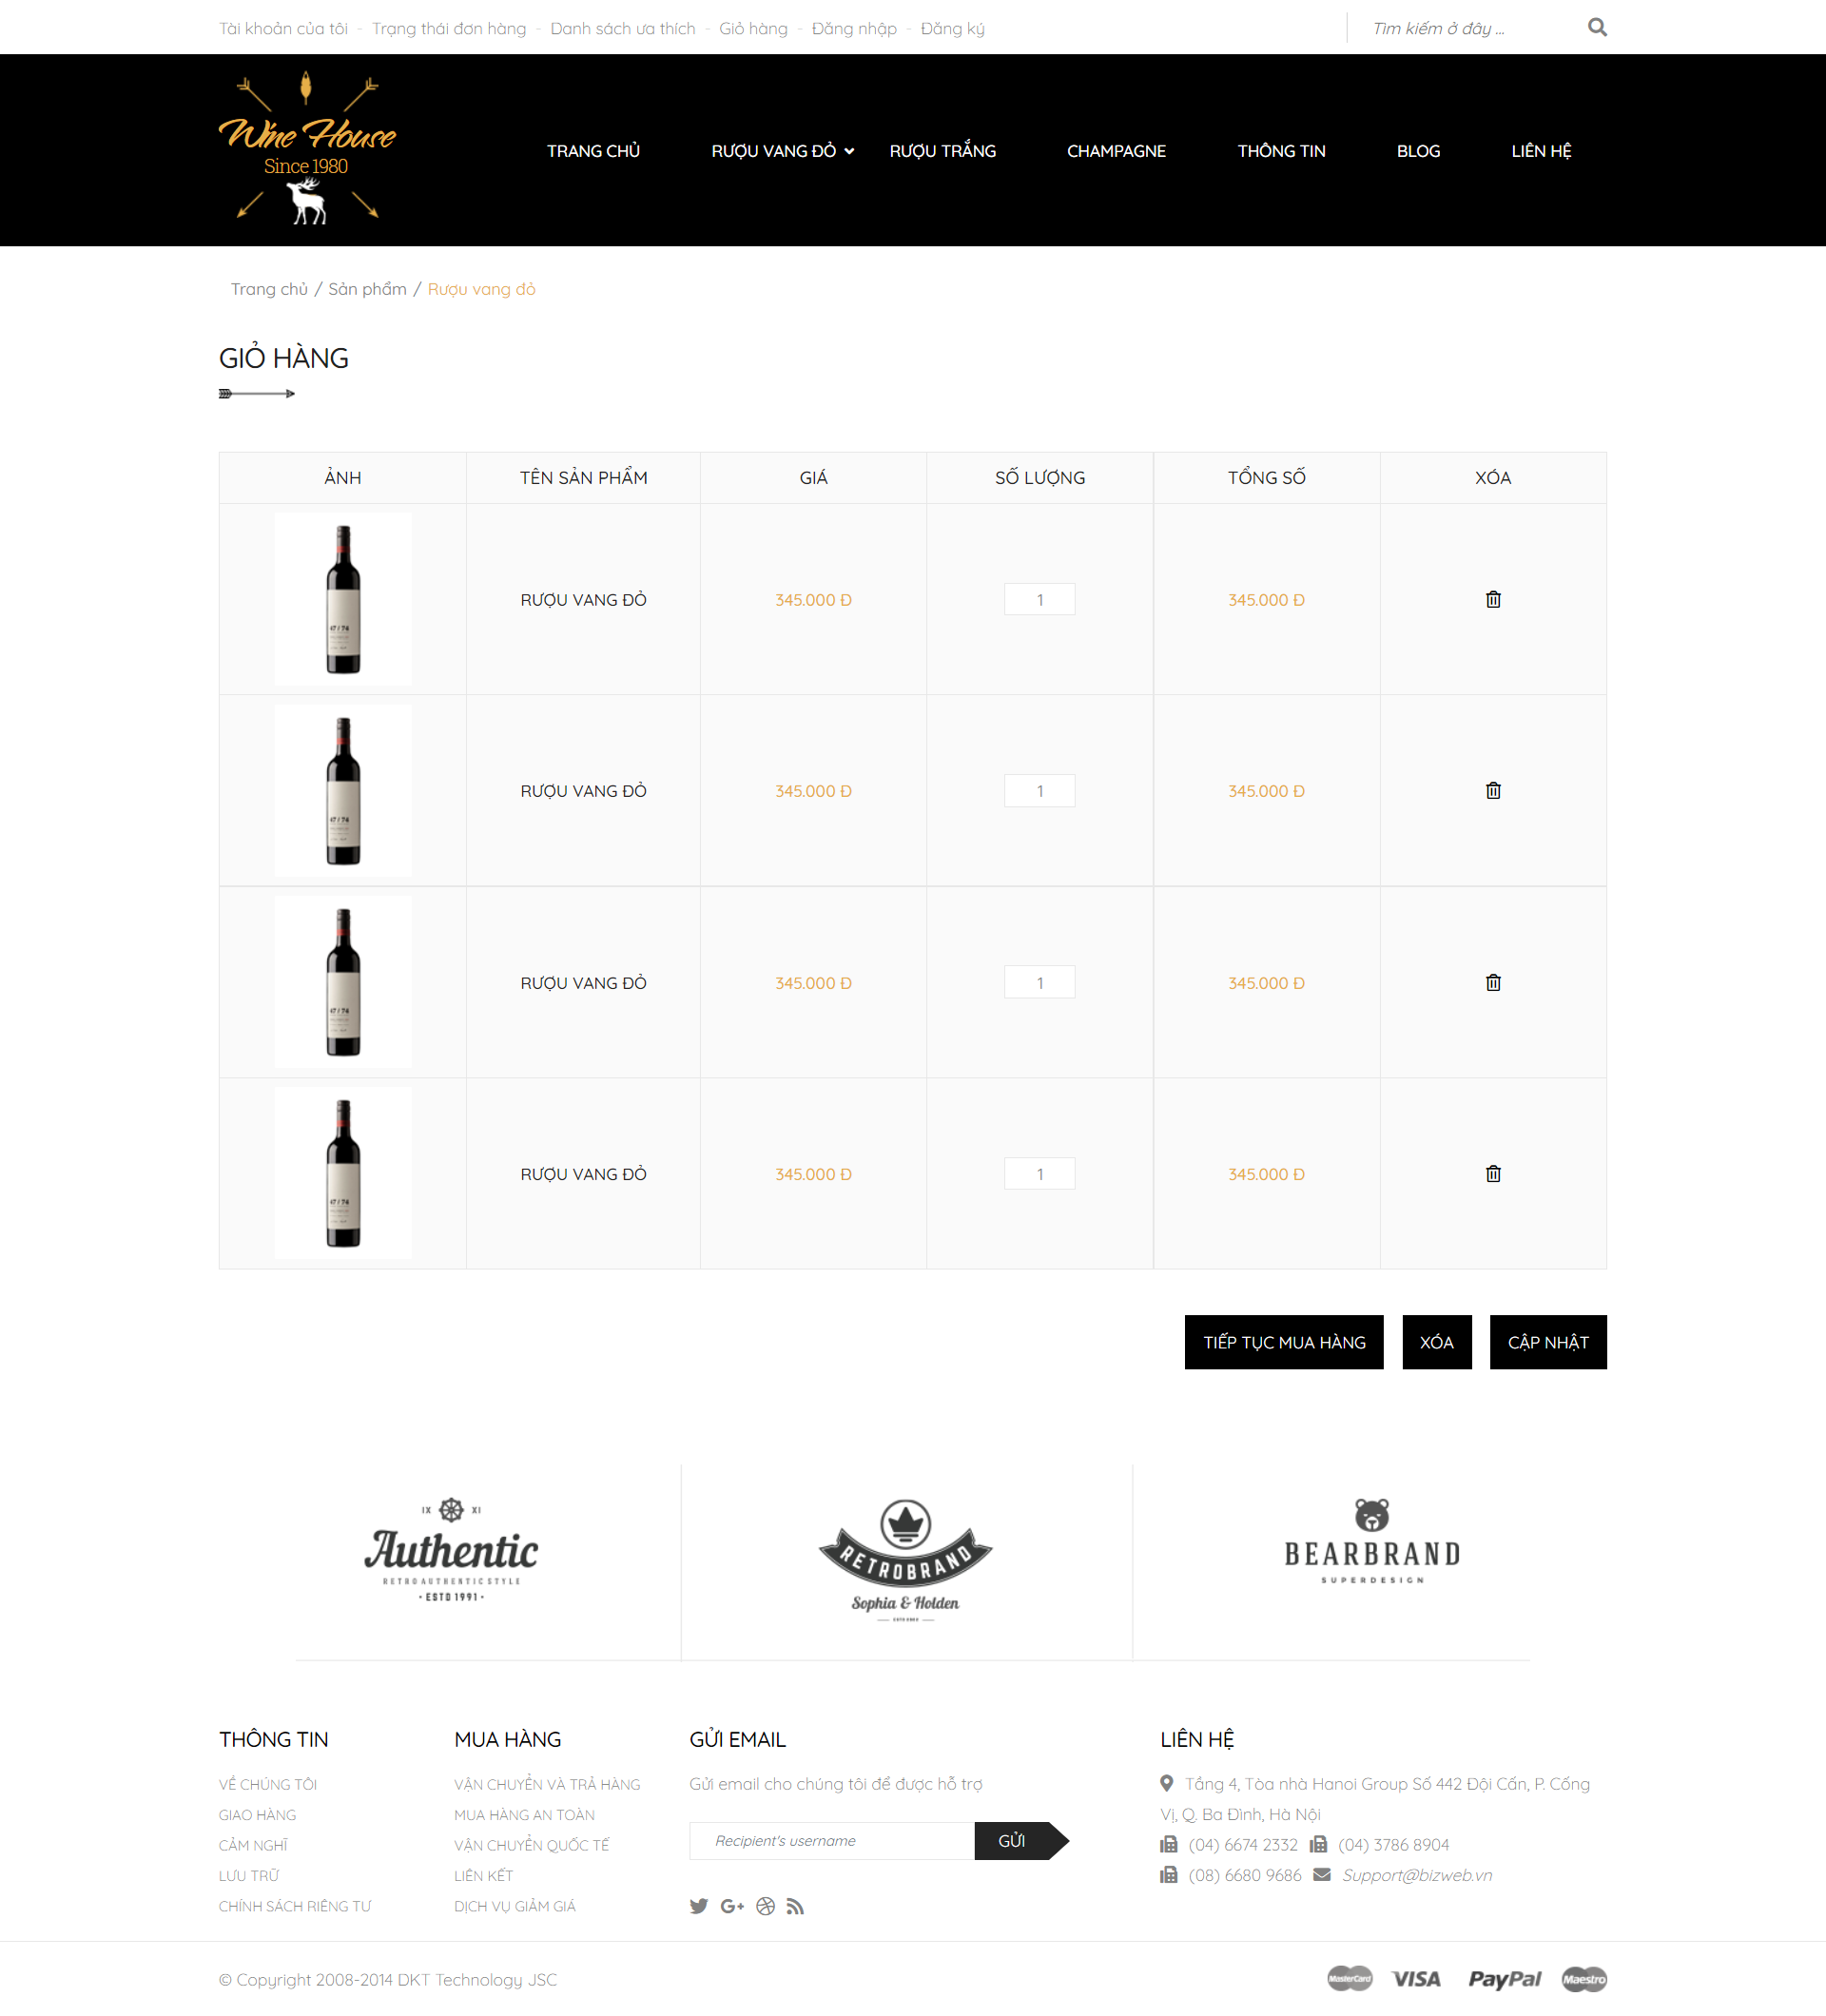 Tài khoản của tôi - Trạng thái đơn hàng - Danh sách ưa thích - Giỏ hàng - Đăng nhập - Đăng ký
Tìm kiếm ở đây ...
Wine House
Since 1980
TRANG CHỦ RƯỢU VANG ĐỎ RƯỢU TRẮNG CHAMPAGNE THÔNG TIN BLOG LIÊN HỆ
Trang chủ / Sản phẩm / Rượu vang đỏ
GIỎ HÀNG
ẢNH TÊN SẢN PHẨM GIÁ SỐ LƯỢNG TỔNG SỐ XÓA
47 / 74
RƯỢU VANG ĐỎ 345.000 Đ 1 345.000 Đ
47 / 74
RƯỢU VANG ĐỎ 345.000 Đ 1 345.000 Đ
47 / 74
RƯỢU VANG ĐỎ 345.000 Đ 1 345.000 Đ
47 / 74
RƯỢU VANG ĐỎ 345.000 Đ 1 345.000 Đ
TIẾP TỤC MUA HÀNG XÓA CẬP NHẬT
IX XI
Authentic
RETROAUTHENTICSTYLE
· ESTD 1991 ·
RETROBRAND
Sophia & Holden
BEARBRAND
SUPERDESIGN
THÔNG TIN
VỀ CHÚNG TÔI
GIAO HÀNG
CẢM NGHĨ
LƯU TRỮ
CHÍNH SÁCH RIÊNG TƯ
MUA HÀNG
VẬN CHUYỂN VÀ TRẢ HÀNG
MUA HÀNG AN TOÀN
VẬN CHUYỂN QUỐC TẾ
LIÊN KẾT
DỊCH VỤ GIẢM GIÁ
GỬI EMAIL
Gửi email cho chúng tôi để được hỗ trợ
Recipient's username GỬI
G+
LIÊN HỆ
Tầng 4, Tòa nhà Hanoi Group Số 442 Đội Cấn, P. Cống
Vị, Q. Ba Đình, Hà Nội
(04) 6674 2332 (04) 3786 8904
(08) 6680 9686 Support@bizweb.vn
© Copyright 2008-2014 DKT Technology JSC
MasterCard VISA PayPal Maestro